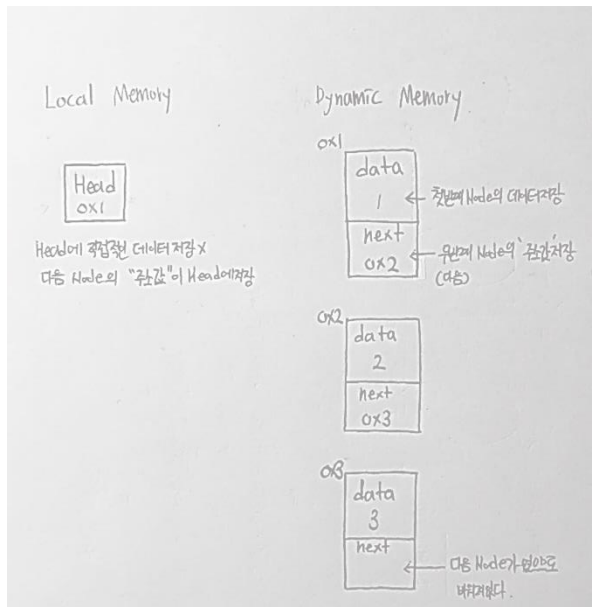 Local Memory
Head
0x1
Head에 직접적인 데이터 저장 x
다음 Node의 "주소값"이 Head에 저장
Dynamic Memory
0x1
data
1
← 첫번째 Node의 데이터저장
next
0x2
← 두번째 Node의 '주소값'저장
(다음)
0x2
data
2
next
0x3
0x3
data
3
next
← 다음 Node가 없으므로
비워져있다.